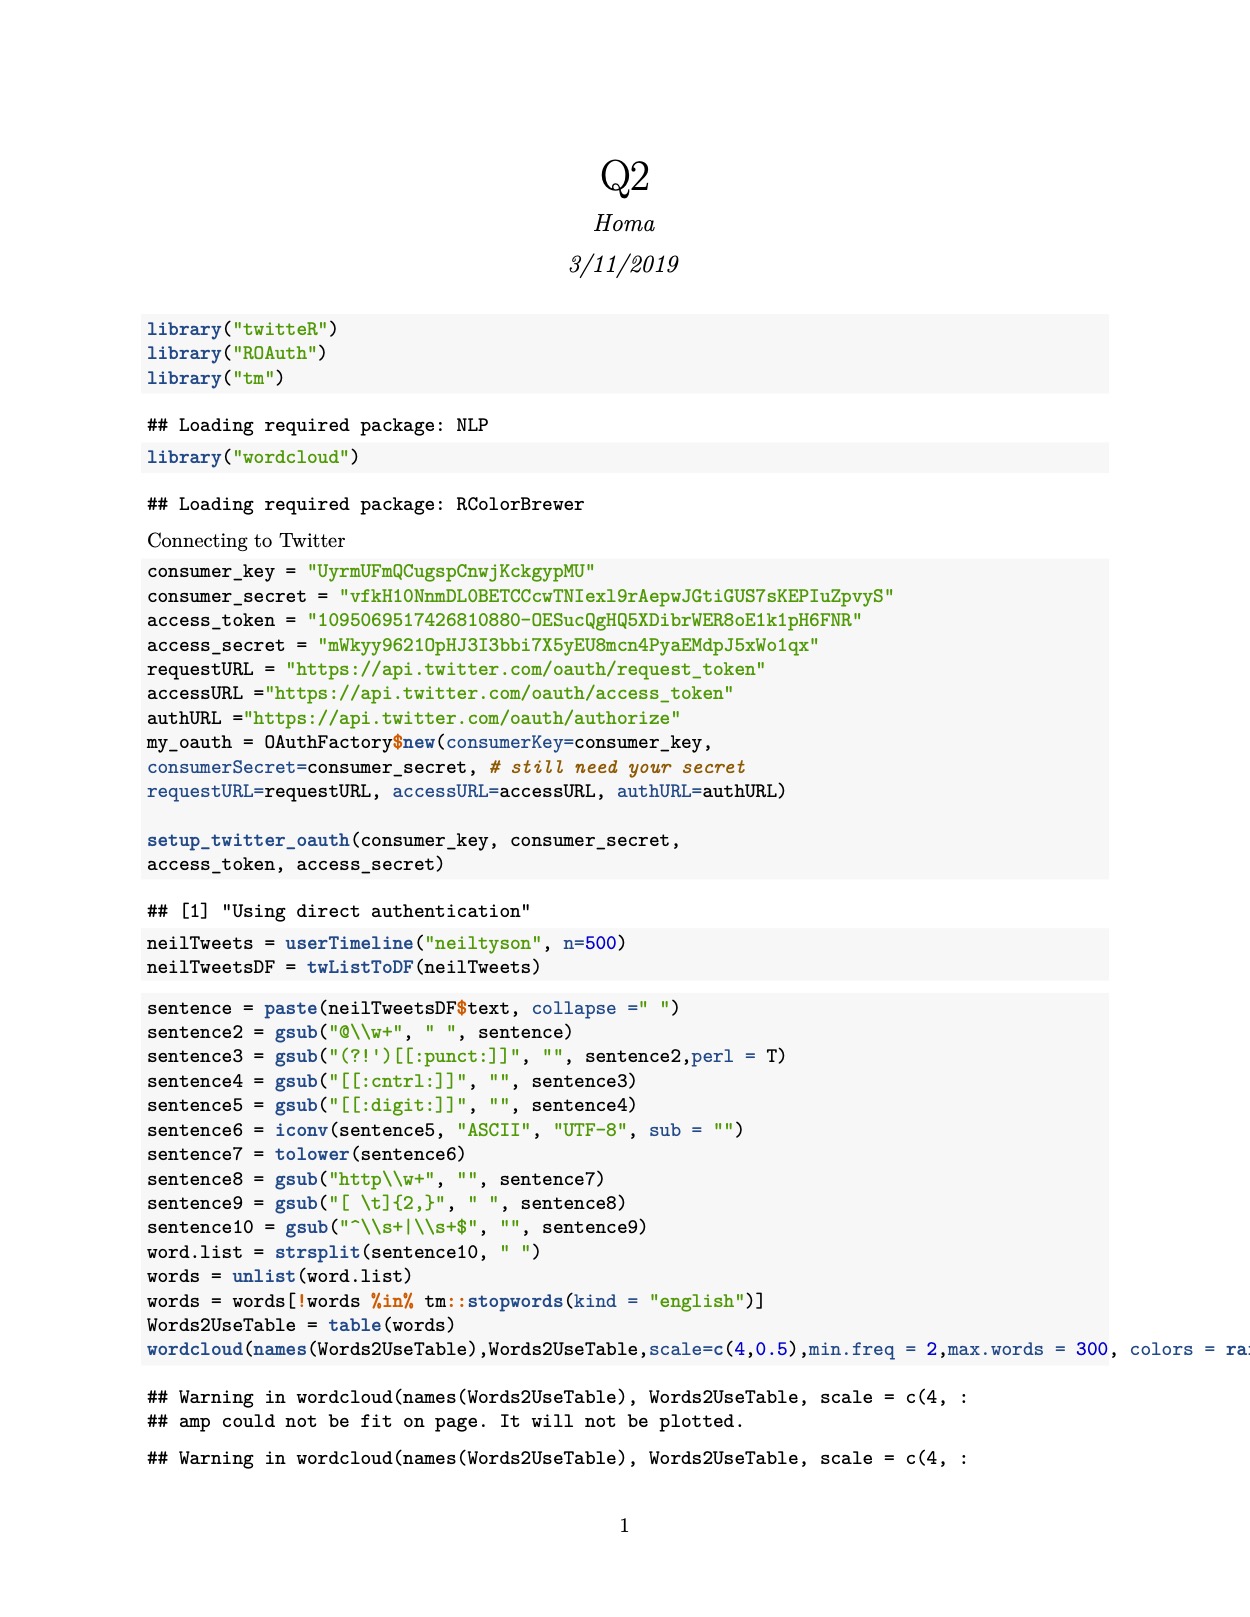 Q2
Homa
3/11/2019
library("twitteR")
library("ROAuth")
library("tm")
## Loading required package: NLP
library("wordcloud")
## Loading required package: RColorBrewer
Connecting to Twitter
consumer_key = "UyrmUFmQCugspCnwjKckgypMU"
consumer_secret = "vfkH10NnmDL0BETCCcwTNIexl9rAepwJGtiGUS7sKEPIuZpvyS"
access_token = "1095069517426810880-OESucQgHQ5XDibrWER8oE1k1pH6FNR"
access_secret = "mWkyy9621OpHJ3I3bbi7X5yEU8mcn4PyaEMdpJ5xWo1qx"
requestURL = "https://api.twitter.com/oauth/request_token"
accessURL ="https://api.twitter.com/oauth/access_token"
authURL ="https://api.twitter.com/oauth/authorize"
my_oauth = OAuthFactory$new(consumerKey=consumer_key,
consumerSecret=consumer_secret, # still need your secret
requestURL=requestURL, accessURL=accessURL, authURL=authURL)
setup_twitter_oauth(consumer_key, consumer_secret,
access_token, access_secret)
## [1] "Using direct authentication"
neilTweets = userTimeline("neiltyson", n=500)
neilTweetsDF = twListToDF(neilTweets)
sentence = paste(neilTweetsDF$text, collapse =" ")
sentence2 = gsub("@\\w+", " ", sentence)
sentence3 = gsub("(?!')[[:punct:]]", "", sentence2,perl = T)
sentence4 = gsub("[[:cntrl:]]", "", sentence3)
sentence5 = gsub("[[:digit:]]", "", sentence4)
sentence6 = iconv(sentence5, "ASCII", "UTF-8", sub = "")
sentence7 = tolower(sentence6)
sentence8 = gsub("http\\w+", "", sentence7)
sentence9 = gsub("[ \t]{2,}", " ", sentence8)
sentence10 = gsub("^\\s+|\\s+$", "", sentence9)
word.list = strsplit(sentence10, " ")
words = unlist(word.list)
words = words[!words %in% tm::stopwords(kind = "english")]
Words2UseTable = table(words)
wordcloud(names(Words2UseTable),Words2UseTable,scale=c(4,0.5),min.freq = 2,max.words = 300, colors =
## Warning in wordcloud(names(Words2UseTable), Words2UseTable, scale = c(4, :
## amp could not be fit on page. It will not be plotted.
## Warning in wordcloud(names(Words2UseTable), Words2UseTable, scale = c(4, :
1